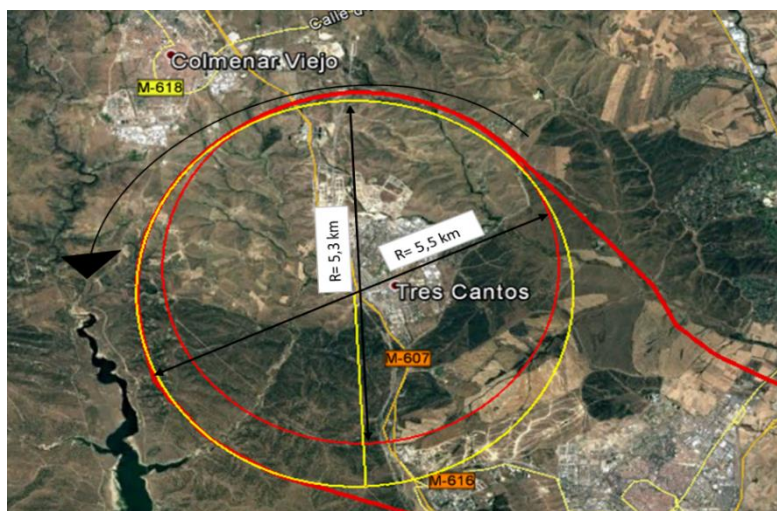 Calle d
Colmenar Viejo
M-618
R= 5,3 km
R= 5,5 km
Tres Cantos
M-607
M-616